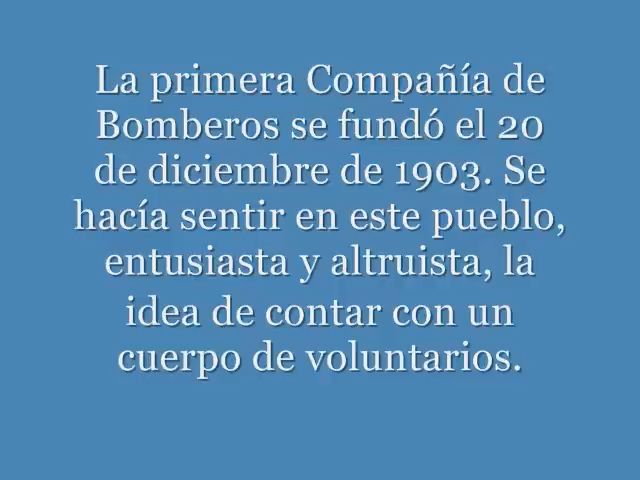 La primera Compañía de
Bomberos se fundó el 20
de diciembre de 1903. Se
hacía sentir en este pueblo,
entusiasta y altruista, la
idea de contar con un
cuerpo de voluntarios.